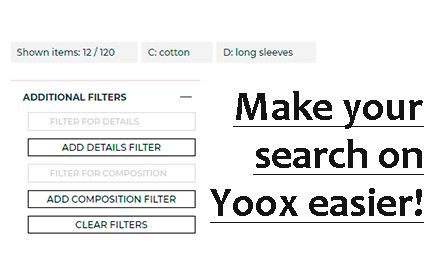 Shown items: 12 / 120
C: cotton
D: long sleeves
ADDITIONAL FILTERS
FILTER FOR DETAILS
ADD DETAILS FILTER
FILTER FOR COMPOSITION
ADD COMPOSITION FILTER
CLEAR FILTERS
Make your
search on
Yoox easier!